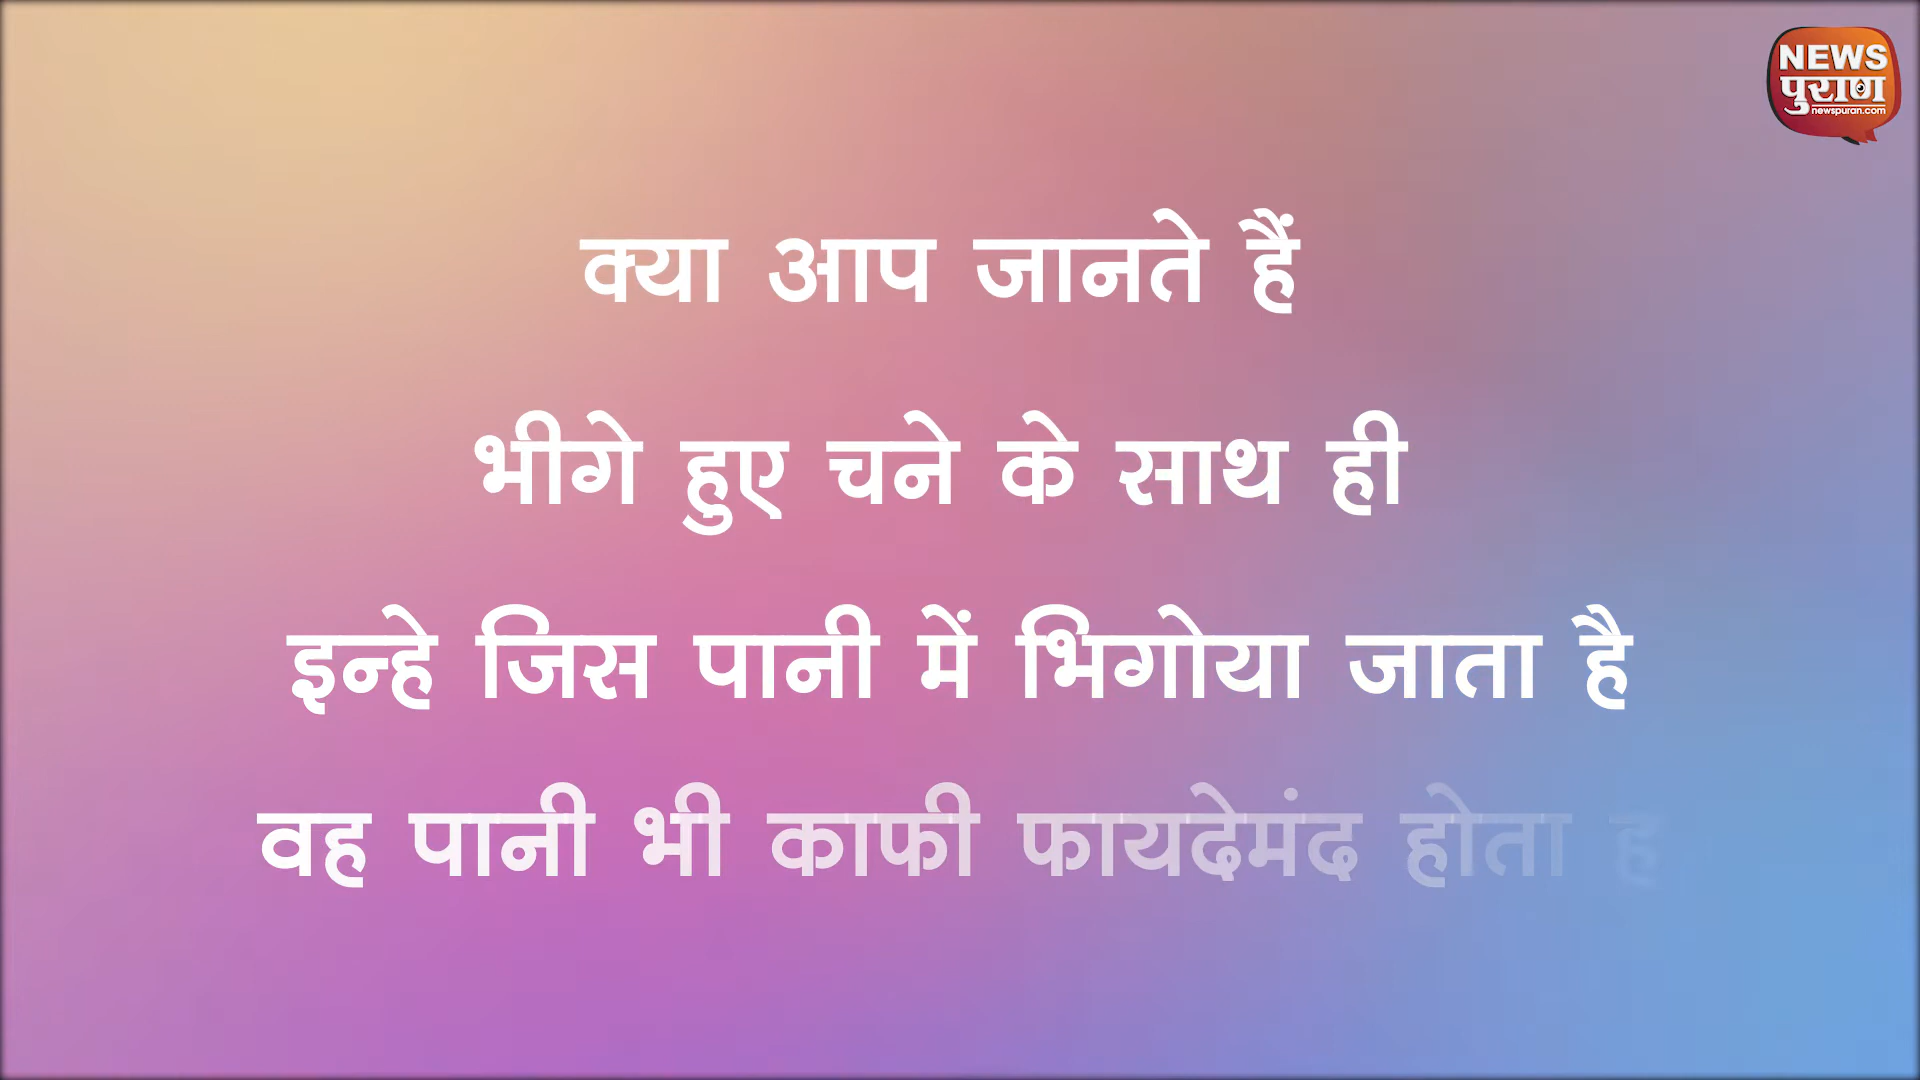 NEWS
पुराण
newspuran.com
क्या आप जानते हैं
भीगे हुए चने के साथ ही
इन्हे जिस पानी में भिगोया जाता है
वह पानी भी काफी फायदेमंद होता ह